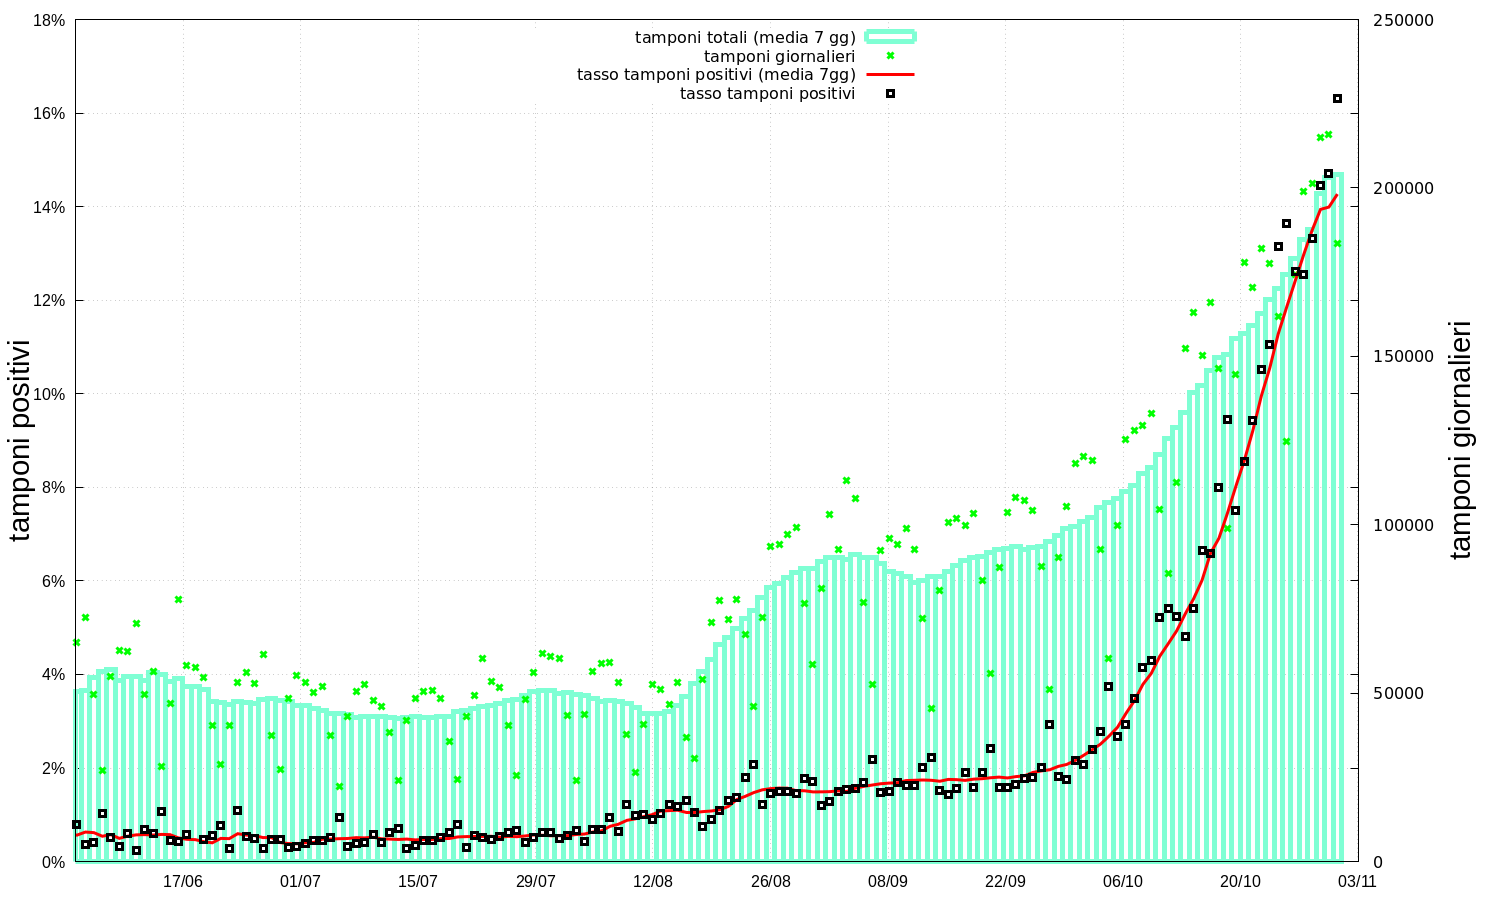 tamponi totali (media 7 gg)
tamponi giornalieri
tasso tamponi positivi (media 7gg)
tasso tamponi positivi
18%
16%
14%
12%
10%
8%
6%
4%
2%
0%
tamponi positivi
250000
200000
150000
100000
50000
0
tamponi giornalieri
17/06 01/07 15/07 29/07 12/08 26/08 08/09 22/09 06/10 20/10 03/11